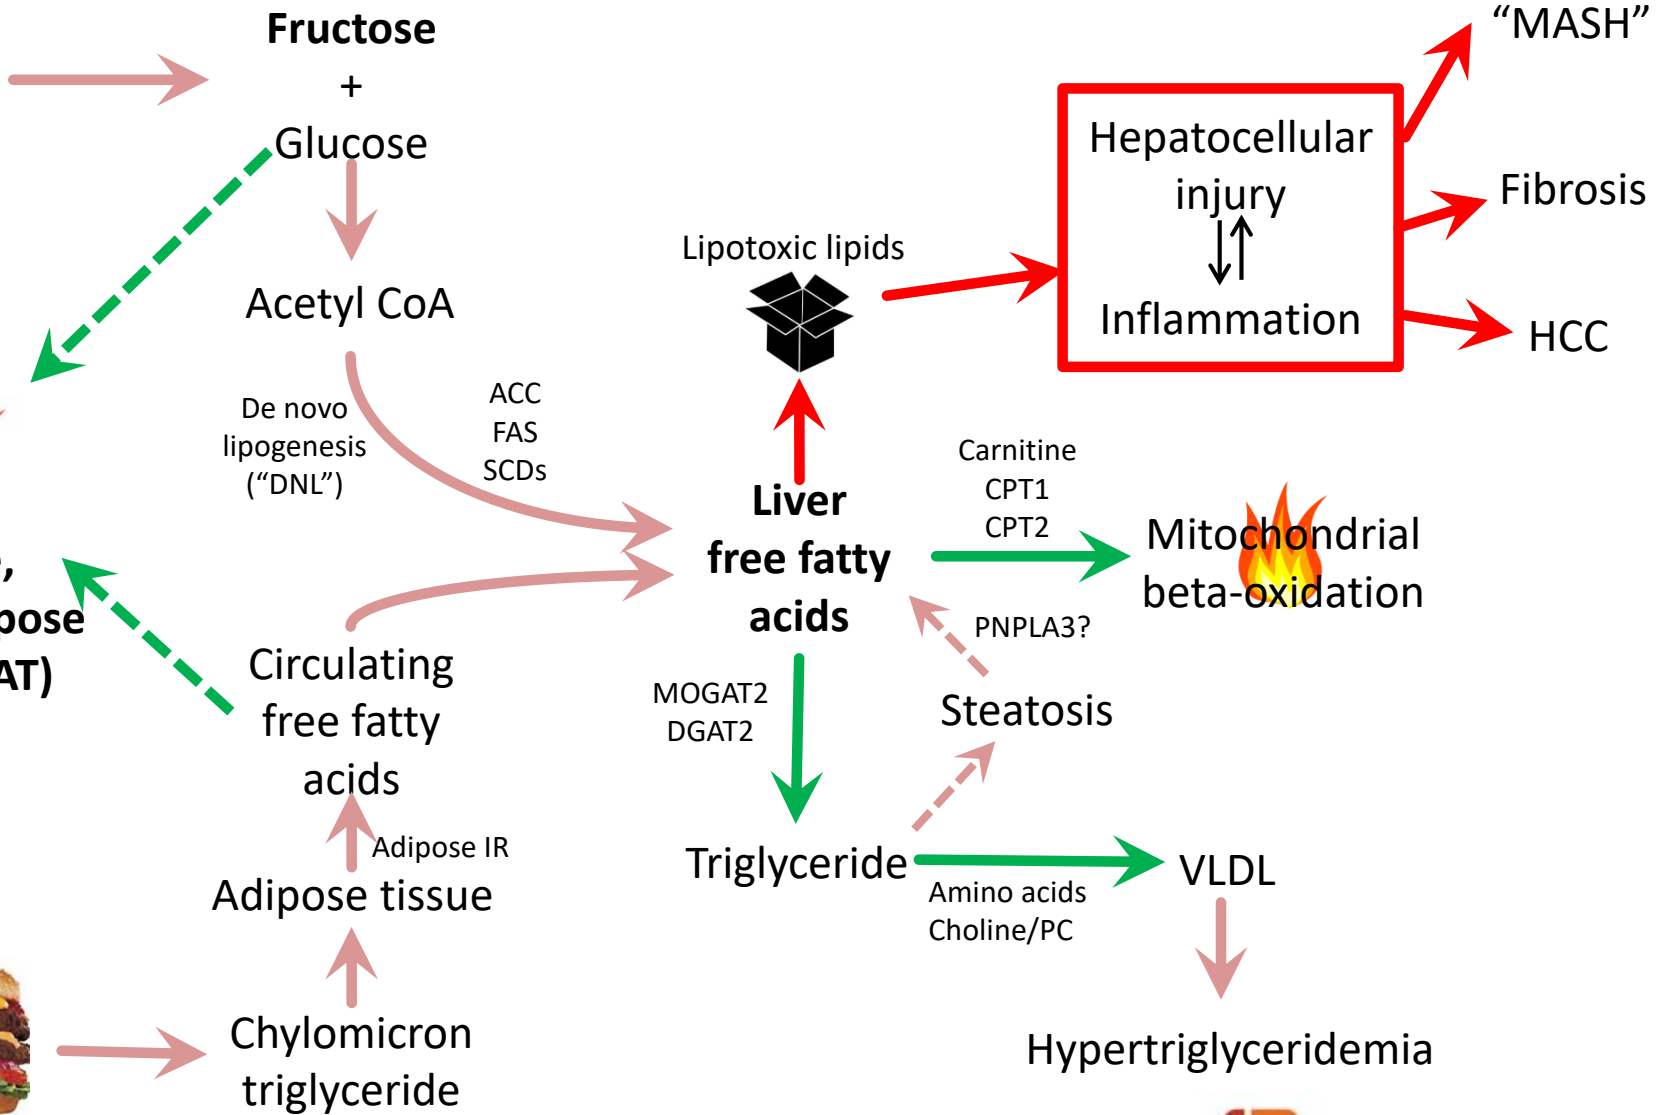 Fructose
+
Glucose
Acetyl CoA
De novo
lipogenesis
(“DNL”)
ACC
FAS
SCDs
Circulating
free fatty
acids
Adipose IR
Adipose tissue
Chylomicron
triglyceride
Lipotoxic lipids
Liver
free fatty
acids
MOGAT2
DGAT2
Triglyceride
Carnitine
CPT1
CPT2
Mitochondrial
beta-oxidation
PNPLA3?
Steatosis
Amino acids
Choline/PC
VLDL
Hypertriglyceridemia
Hepatocellular
injury
Inflammation
“MASH”
Fibrosis
HCC